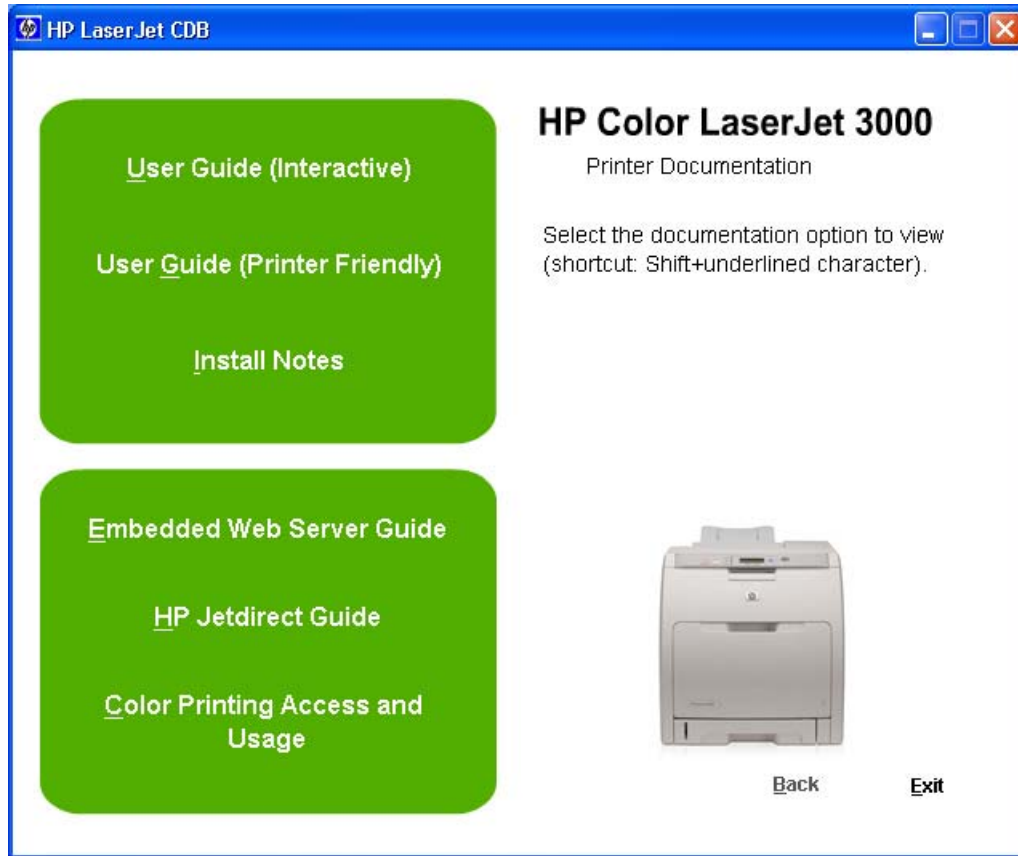 HP LaserJet CDB
User Guide (Interactive)
User Guide (Printer Friendly)
Install Notes
Embedded Web Server Guide
HP Jetdirect Guide
Color Printing Access and
Usage
HP Color LaserJet 3000
Printer Documentation
Select the documentation option to view
(shortcut: Shift+underlined character).
Back
Exit